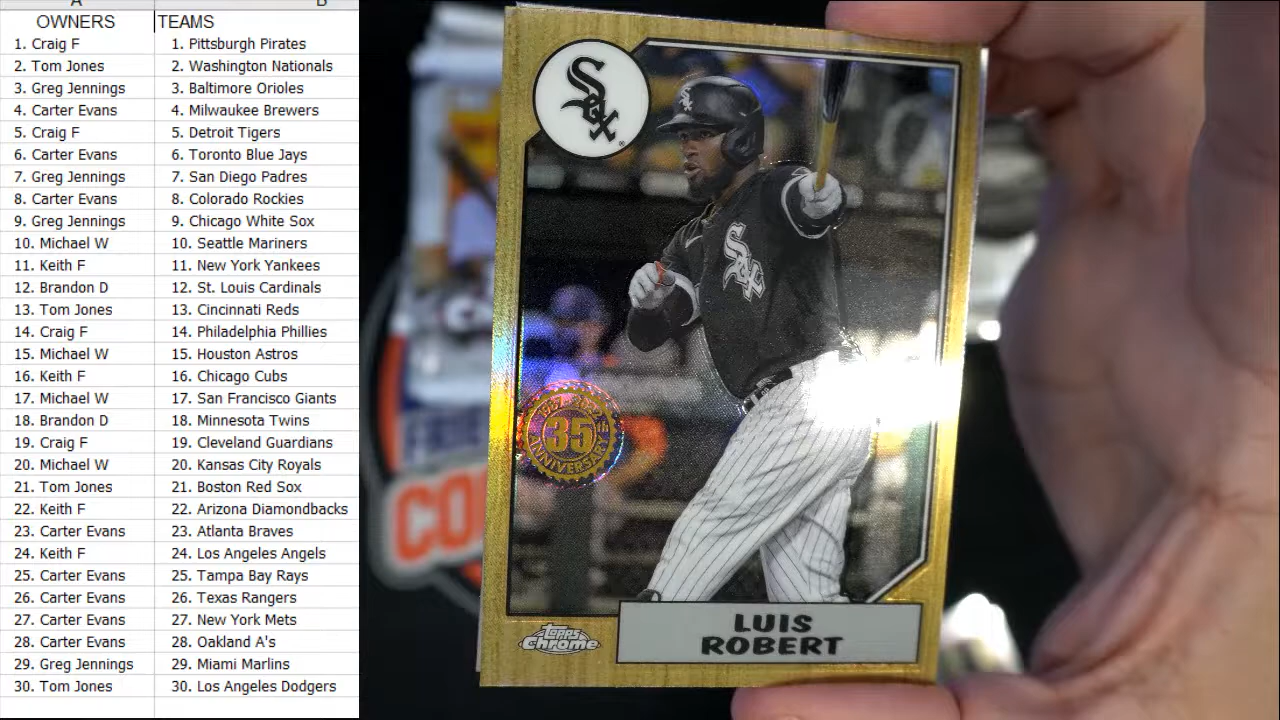 A B
OWNERS TEAMS
1. Craig F 1. Pittsburgh Pirates
2. Tom Jones 2. Washington Nationals
3. Greg Jennings 3. Baltimore Orioles
4. Carter Evans 4. Milwaukee Brewers
5. Craig F 5. Detroit Tigers
6. Carter Evans 6. Toronto Blue Jays
7. Greg Jennings 7. San Diego Padres
8. Carter Evans 8. Colorado Rockies
9. Greg Jennings 9. Chicago White Sox
10. Michael W 10. Seattle Mariners
11. Keith F 11. New York Yankees
12. Brandon D 12. St. Louis Cardinals
13. Tom Jones 13. Cincinnati Reds
14. Craig F 14. Philadelphia Phillies
15. Michael W 15. Houston Astros
16. Keith F 16. Chicago Cubs
17. Michael W 17. San Francisco Giants
18. Brandon D 18. Minnesota Twins
19. Craig F 19. Cleveland Guardians
20. Michael W 20. Kansas City Royals
21. Tom Jones 21. Boston Red Sox
22. Keith F 22. Arizona Diamondbacks
23. Carter Evans 23. Atlanta Braves
24. Keith F 24. Los Angeles Angels
25. Carter Evans 25. Tampa Bay Rays
26. Carter Evans 26. Texas Rangers
27. Carter Evans 27. New York Mets
28. Carter Evans 28. Oakland A's
29. Greg Jennings 29. Miami Marlins
30. Tom Jones 30. Los Angeles Dodgers
Sox
Sox
35th
ANNIVERSARY
Topps
Chrome
LUIS
ROBERT